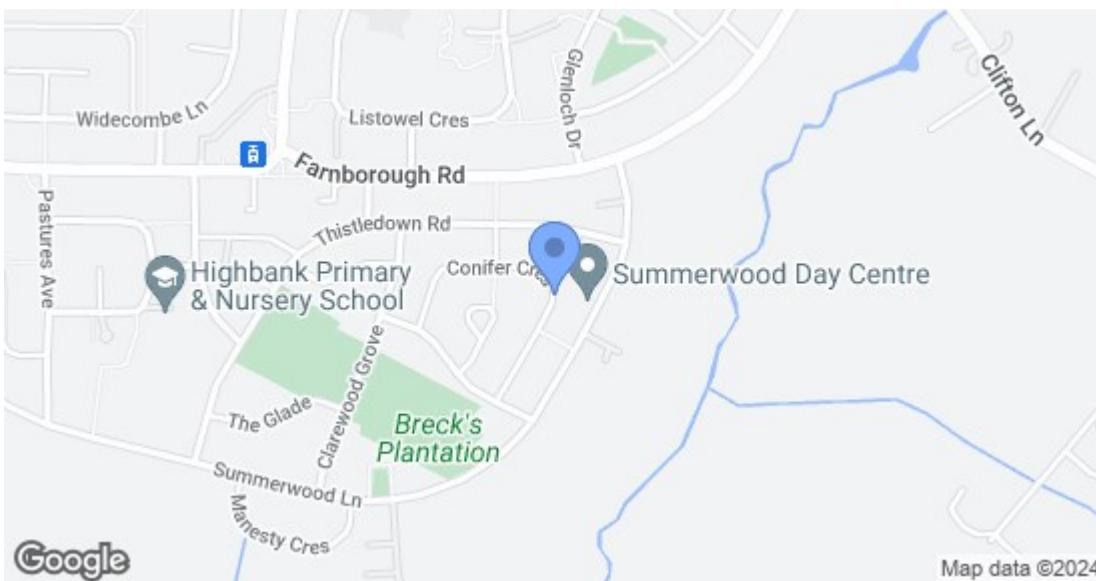 Clifton Ln
Glenloch Dr
Widecombe Ln
Listowel Cres
Farnborough Rd
Pastures Ave
Thistledown Rd
Conifer Cres
Summerwood Day Centre
Highbank Primary
& Nursery School
Clarewood Grove
The Glade
Breck's
Plantation
Summerwood Ln
Manesty Cres
Google
Map data ©2024